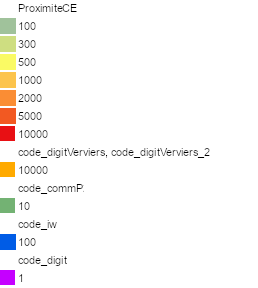 ProximiteCE
100
300
500
1000
2000
5000
10000
code_digitVerviers, code_digitVerviers_2
10000
code_commP.
10
code_iw
100
code_digit
1